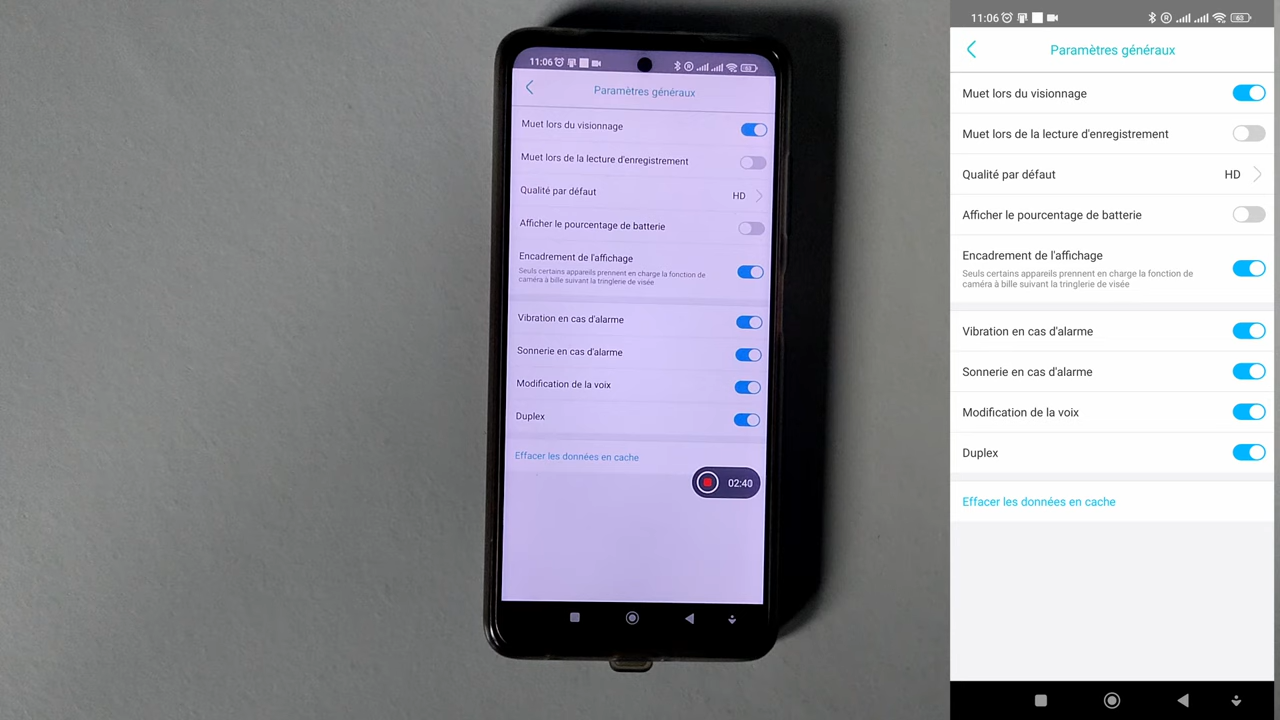 11:06
63
Paramètres généraux
Muet lors du visionnage
Muet lors de la lecture d'enregistrement
Qualité par défaut HD
Afficher le pourcentage de batterie
Encadrement de l'affichage
Seuls certains appareils prennent en charge la fonction de
caméra à bille suivant la tringlerie de visée
Vibration en cas d'alarme
Sonnerie en cas d'alarme
Modification de la voix
Duplex
Effacer les données en cache
02:40
11:06
R
63
Paramètres généraux
Muet lors du visionnage
Muet lors de la lecture d'enregistrement
Qualité par défaut HD
Afficher le pourcentage de batterie
Encadrement de l'affichage
Seuls certains appareils prennent en charge la fonction de
caméra à bille suivant la tringlerie de visée
Vibration en cas d'alarme
Sonnerie en cas d'alarme
Modification de la voix
Duplex
Effacer les données en cache